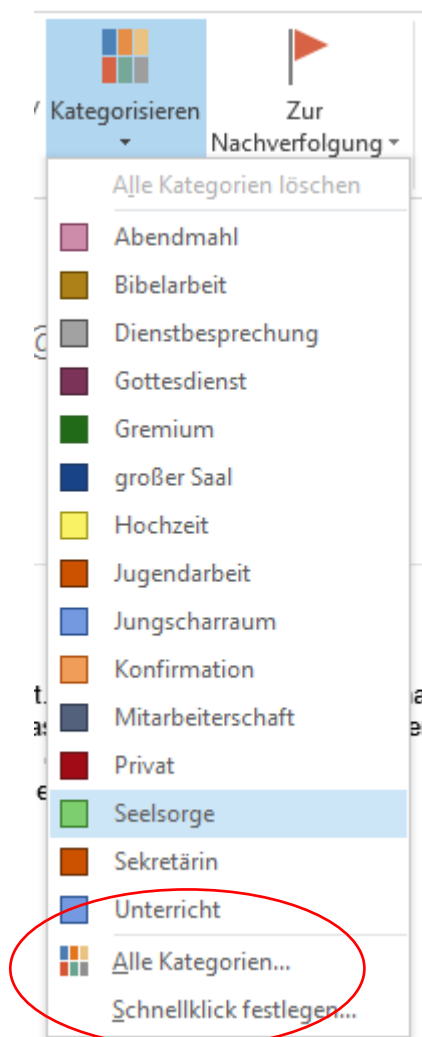 Kategorisieren
Zur
Nachverfolgung
Alle Kategorien löschen
Abendmahl
Bibelarbeit
Dienstbesprechung
Gottesdienst
Gremium
großer Saal
Hochzeit
Jugendarbeit
Jungscharraum
Konfirmation
Mitarbeiterschaft
Privat
Seelsorge
Sekretärin
Unterricht
Alle Kategorien...
Schnellklick festlegen...